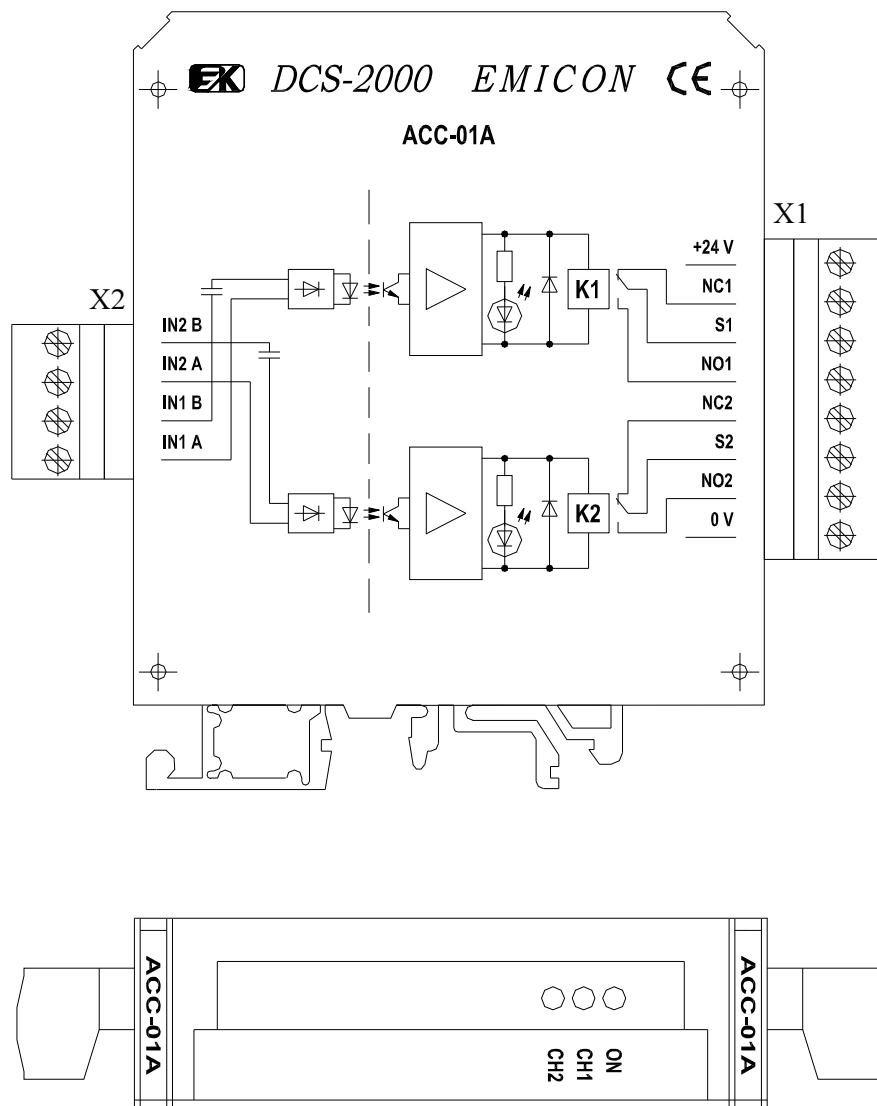 EK DCS-2000 EMICON CE
ACC-01A
X1
X2
+24 V
NC1
S1
NO1
NC2
S2
NO2
0 V
IN2 B
IN2 A
IN1 B
IN1 A
K1
K2
ACC-01A
ACC-01A
CH2
CH1
ON